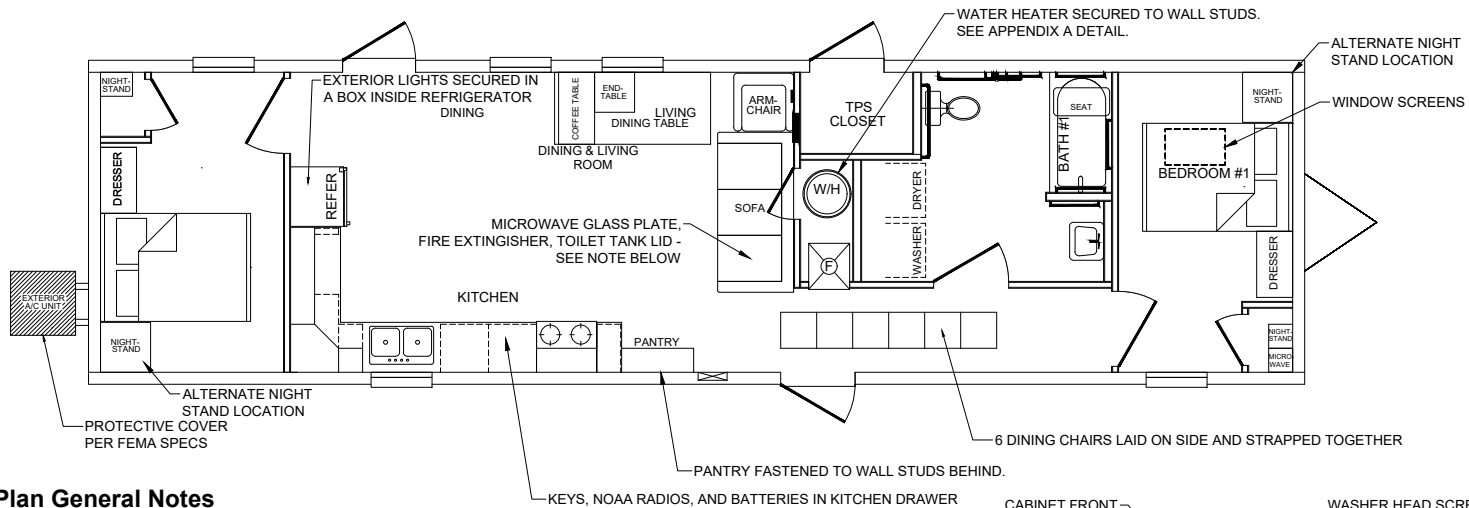 WATER HEATER SECURED TO WALL STUDS.
SEE APPENDIX A DETAIL.
ALTERNATE NIGHT
STAND LOCATION
NIGHT-
STAND
EXTERIOR LIGHTS SECURED IN
A BOX INSIDE REFRIGERATOR
DINING
COFFEE TABLE
END-
TABLE
LIVING
DINING TABLE
DINING & LIVING
ROOM
ARM-
CHAIR
TPS
CLOSET
SEAT
BATH #1
NIGHT-
STAND
WINDOW SCREENS
BEDROOM #1
DRESSER
REFER
SOFA
W/H
DRYER
WASHER
F
MICROWAVE GLASS PLATE,
FIRE EXTINGISHER, TOILET TANK LID -
SEE NOTE BELOW
DRESSER
KITCHEN
EXTERIOR
A/C UNIT
NIGHT-
STAND
PANTRY
NIGHT-
STAND
MICRO-
WAVE
ALTERNATE NIGHT
STAND LOCATION
PROTECTIVE COVER
PER FEMA SPECS
6 DINING CHAIRS LAID ON SIDE AND STRAPPED TOGETHER
PANTRY FASTENED TO WALL STUDS BEHIND.
Plan General Notes
KEYS, NOAA RADIOS, AND BATTERIES IN KITCHEN DRAWER
CABINET FRONT
WASHER HEAD SCRE